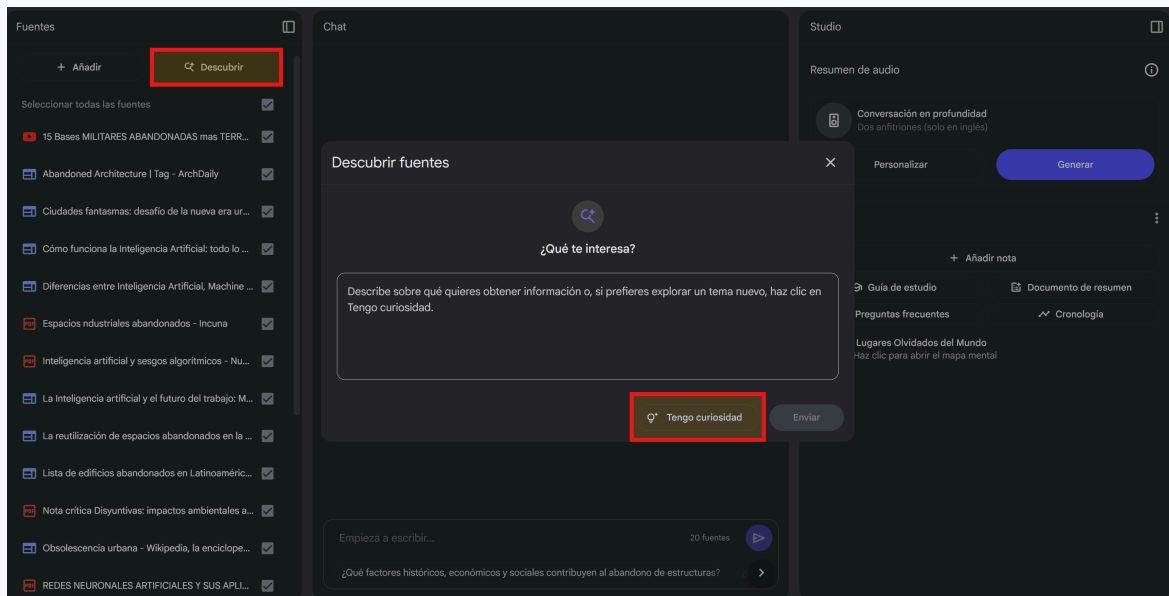 Fuentes
+ Añadir
Descubrir
Seleccionar todas las fuentes
15 Bases MILITARES ABANDONADAS mas TERR...
Abandoned Architecture | Tag - ArchDaily
Ciudades fantasmas: desafío de la nueva era ur...
Cómo funciona la Inteligencia Artificial: todo lo ...
Diferencias entre Inteligencia Artificial, Machine ...
PDF Espacios ndustriales abandonados - Incuna
PDF Inteligencia artificial y sesgos algorítmicos - Nu...
La Inteligencia artificial y el futuro del trabajo: M...
La reutilización de espacios abandonados en la ...
Lista de edificios abandonados en Latinoaméric...
PDF Nota crítica Disyuntivas: impactos ambientales a...
Obsolescencia urbana - Wikipedia, la enciclope...
PDF REDES NEURONALES ARTIFICIALES Y SUS APLI...
Chat
Descubrir fuentes
¿Qué te interesa?
Describe sobre qué quieres obtener información o, si prefieres explorar un tema nuevo, haz clic en
Tengo curiosidad.
Tengo curiosidad
Enviar
Empieza a escribir...
20 fuentes
¿Qué factores históricos, económicos y sociales contribuyen al abandono de estructuras?
Studio
Resumen de audio
Conversación en profundidad
Dos anfitriones (solo en inglés)
Personalizar
Generar
+ Añadir nota
Guía de estudio
Documento de resumen
Preguntas frecuentes
Cronología
Lugares Olvidados del Mundo
Haz clic para abrir el mapa mental